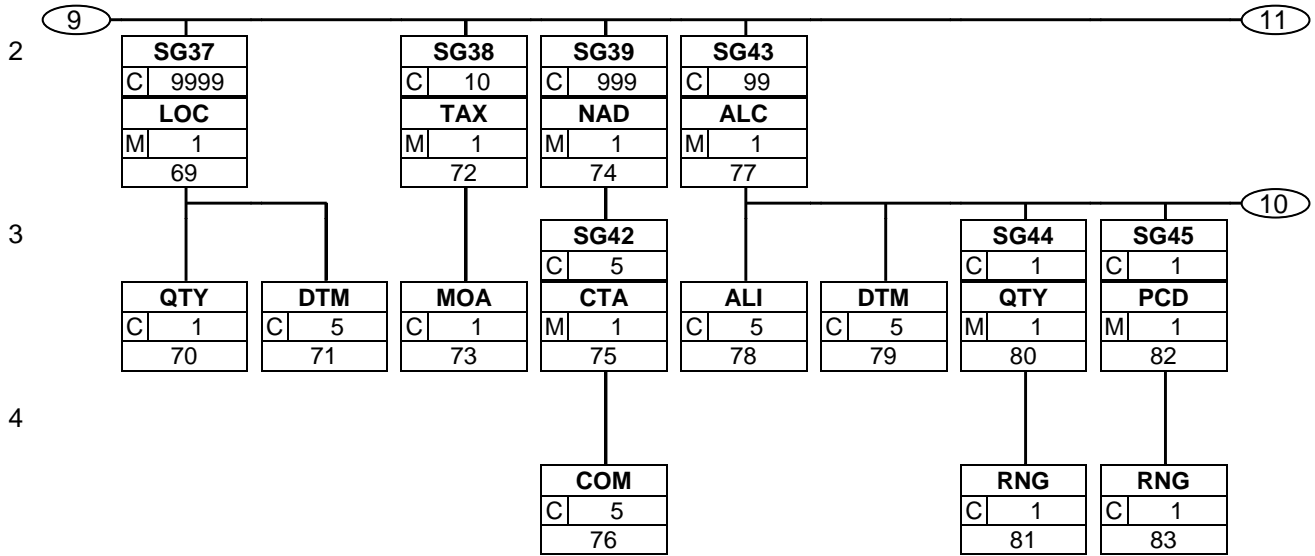 9 11
2 SG37 SG38 SG39 SG43
C 9999 C 10 C 999 C 99
LOC TAX NAD ALC
M 1 M 1 M 1 M 1
69 72 74 77
10
3 SG42 SG44 SG45
C 5 C 1 C 1
QTY DTM MOA CTA ALI DTM QTY PCD
C 1 C 5 C 1 M 1 C 5 C 5 M 1 M 1
70 71 73 75 78 79 80 82
4
COM RNG RNG
C 5 C 1 C 1
76 81 83